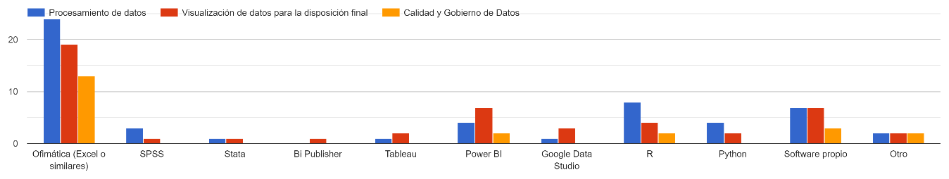 Procesamiento de datos Visualización de datos para la disposición final Calidad y Gobierno de Datos
20
10
0
Ofimática (Excel o similares)
SPSS
Stata
Bi Publisher
Tableau
Power BI
Google Data Studio
R
Python
Software propio
Otro